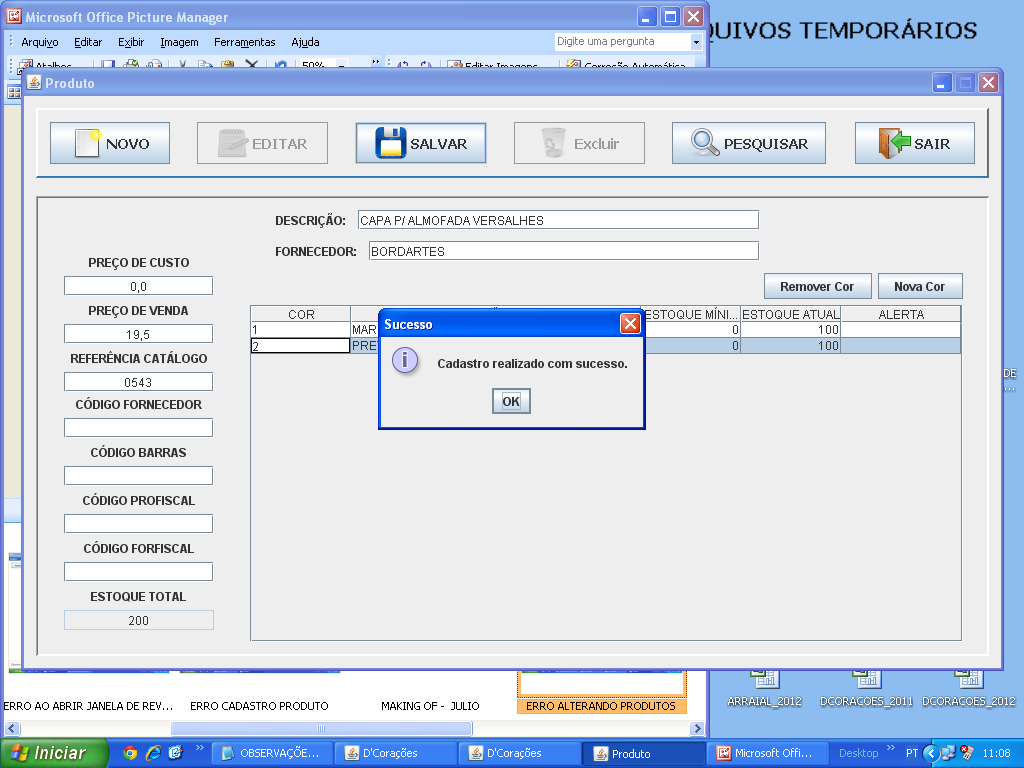 Microsoft Office Picture Manager
QUIVOS TEMPORÁRIOS
Arquivo Editar Exibir Imagem Ferramentas Ajuda
Digite uma pergunta
Atalhos 50% Editar Imagens... Correção Automática
Produto
NOVO EDITAR SALVAR Excluir PESQUISAR SAIR
DESCRIÇÃO: CAPA P/ ALMOFADA VERSALHES
FORNECEDOR: BORDARTES
PREÇO DE CUSTO
0,0
Remover Cor Nova Cor
PREÇO DE VENDA
19,5
COR ESTOQUE MÍNI... ESTOQUE ATUAL ALERTA
1 MAR 0 100
2 PRE 0 100
Sucesso
Cadastro realizado com sucesso.
OK
REFERÊNCIA CATÁLOGO
0543
CÓDIGO FORNECEDOR
CÓDIGO BARRAS
CÓDIGO PROFISCAL
CÓDIGO FORFISCAL
ESTOQUE TOTAL
200
DE
...
ERRO AO ABRIR JANELA DE REV... ERRO CADASTRO PRODUTO MAKING OF - JULIO ERRO ALTERANDO PRODUTOS
ARRAIAL_2012 DCORACOES_2011 DCORACOES_2012
Iniciar OBSERVAÇÕE... D'Corações D'Corações Produto Microsoft Offi... Desktop PT 11:08